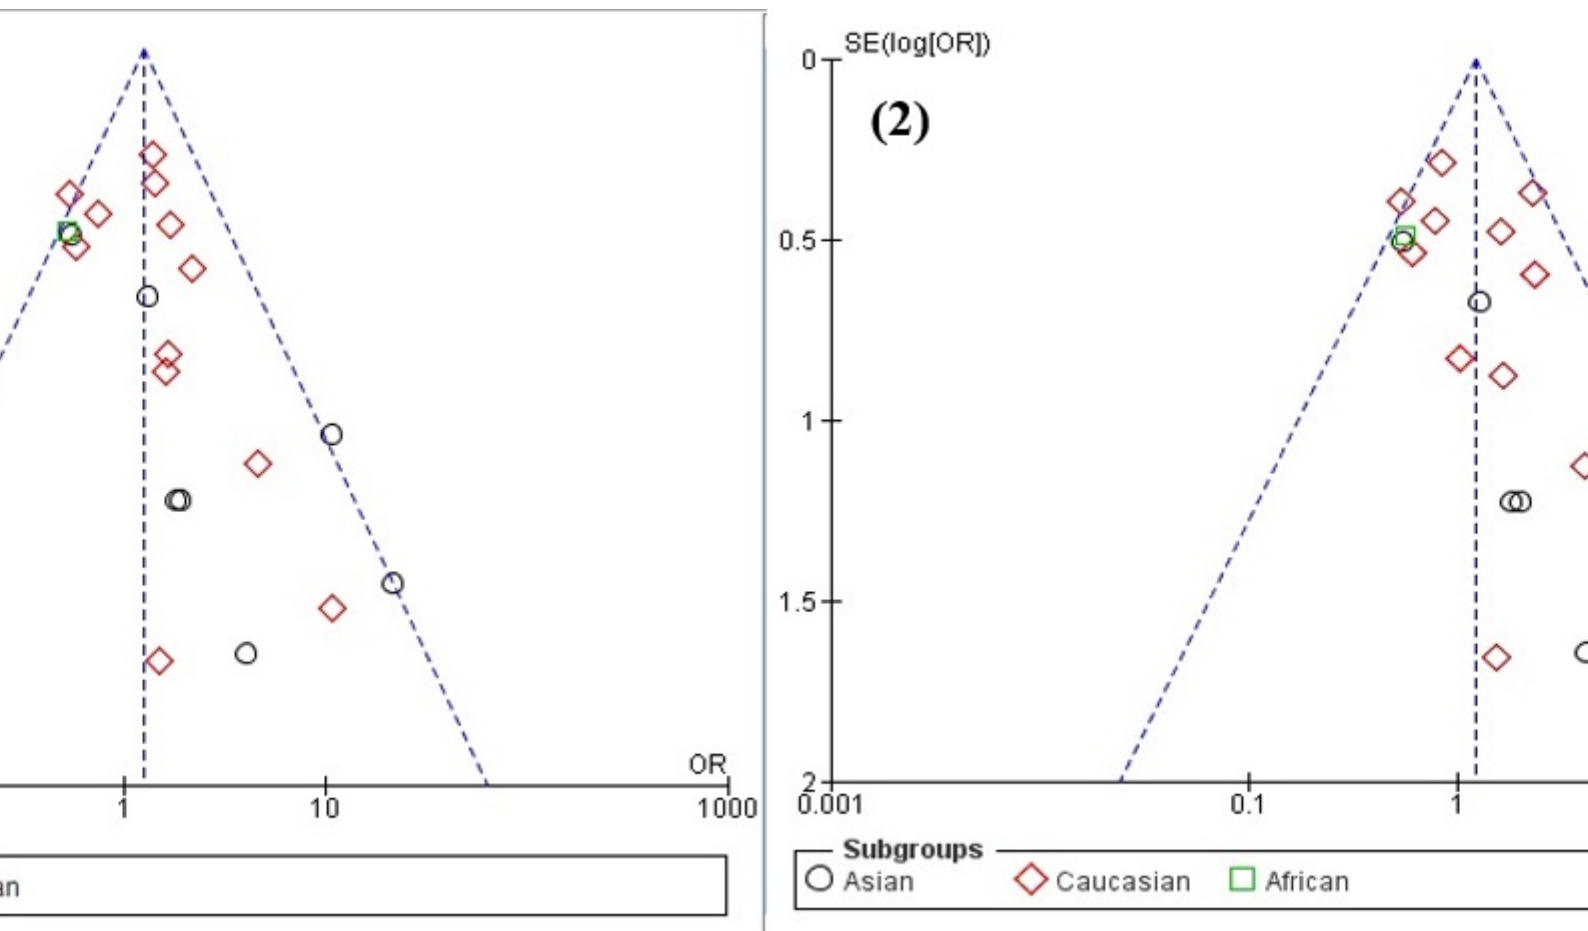 OR
1
10
1000
an
SE(log[OR])
0
(2)
0.5
1
1.5
2
0.001
0.1
1
Subgroups
Asian
Caucasian
African